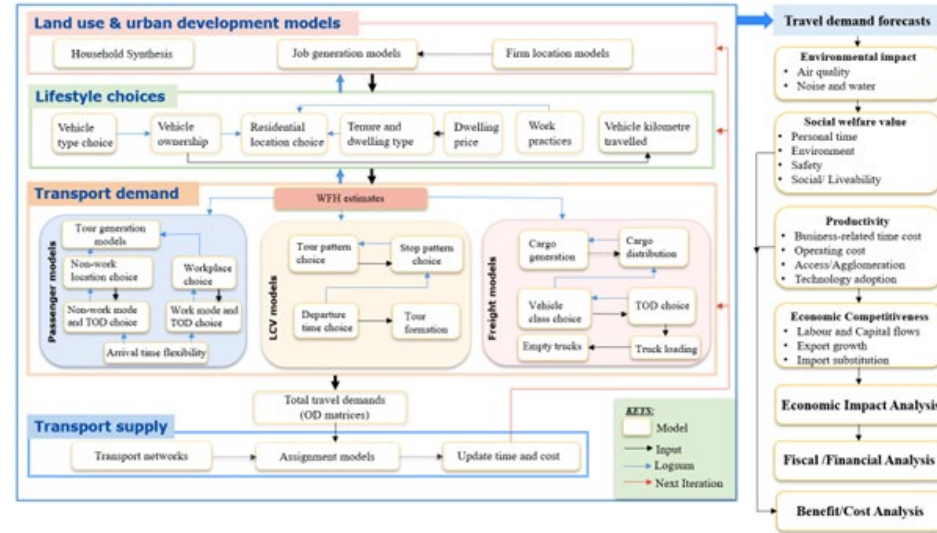 Land use & urban development models
Household Synthesis
Job generation models
Firm location models
Lifestyle choices
Vehicle
type choice
Vehicle
ownership
Residential
location choice
Tenure and
dwelling type
Dwelling
price
Work
practices
Vehicle kilometre
travelled
Transport demand
WFH estimates
Passenger models
Tour generation
models
Non-work
location choice
Workplace
choice
Non-work mode
and TOD choice
Work mode and
TOD choice
Arrival time flexibility
LCV models
Tour pattern
choice
Stop pattern
choice
Departure
time choice
Tour
formation
Freight models
Cargo
generation
Cargo
distribution
Vehicle
class choice
TOD choice
Empty trucks
Truck loading
Total travel demands
(OD matrices)
Transport supply
Transport networks
Assignment models
Update time and cost
KEYS:
Model
Input
Logsum
Next Iteration
Travel demand forecasts
Environmental impact
• Air quality
• Noise and water
Social welfare value
• Personal time
• Environment
• Safety
• Social/ Liveability
Productivity
• Business-related time cost
• Operating cost
• Access/Agglomeration
• Technology adoption
Economic Competitiveness
• Labour and Capital flows
• Export growth
• Import substitution
Economic Impact Analysis
Fiscal /Financial Analysis
Benefit/Cost Analysis